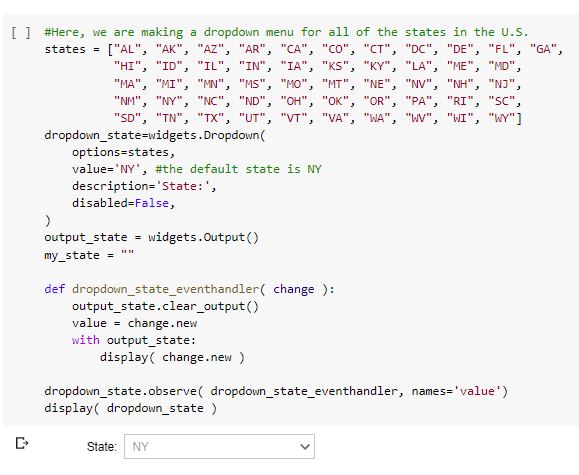 [ ] #Here, we are making a dropdown menu for all of the states in the U.S.
states = ["AL", "AK", "AZ", "AR", "CA", "CO", "CT", "DC", "DE", "FL", "GA",
"HI", "ID", "IL", "IN", "IA", "KS", "KY", "LA", "ME", "MD",
"MA", "MI", "MN", "MS", "MO", "MT", "NE", "NV", "NH", "NJ",
"NM", "NY", "NC", "ND", "OH", "OK", "OR", "PA", "RI", "SC",
"SD", "TN", "TX", "UT", "VT", "VA", "WA", "WV", "WI", "WY"]
dropdown_state=widgets.Dropdown(
options=states,
value='NY', #the default state is NY
description='State:',
disabled=False,
)
output_state = widgets.Output()
my_state = ""
def dropdown_state_eventhandler( change ):
output_state.clear_output()
value = change.new
with output_state:
display( change.new )
dropdown_state.observe( dropdown_state_eventhandler, names='value')
display( dropdown_state )
State: NY